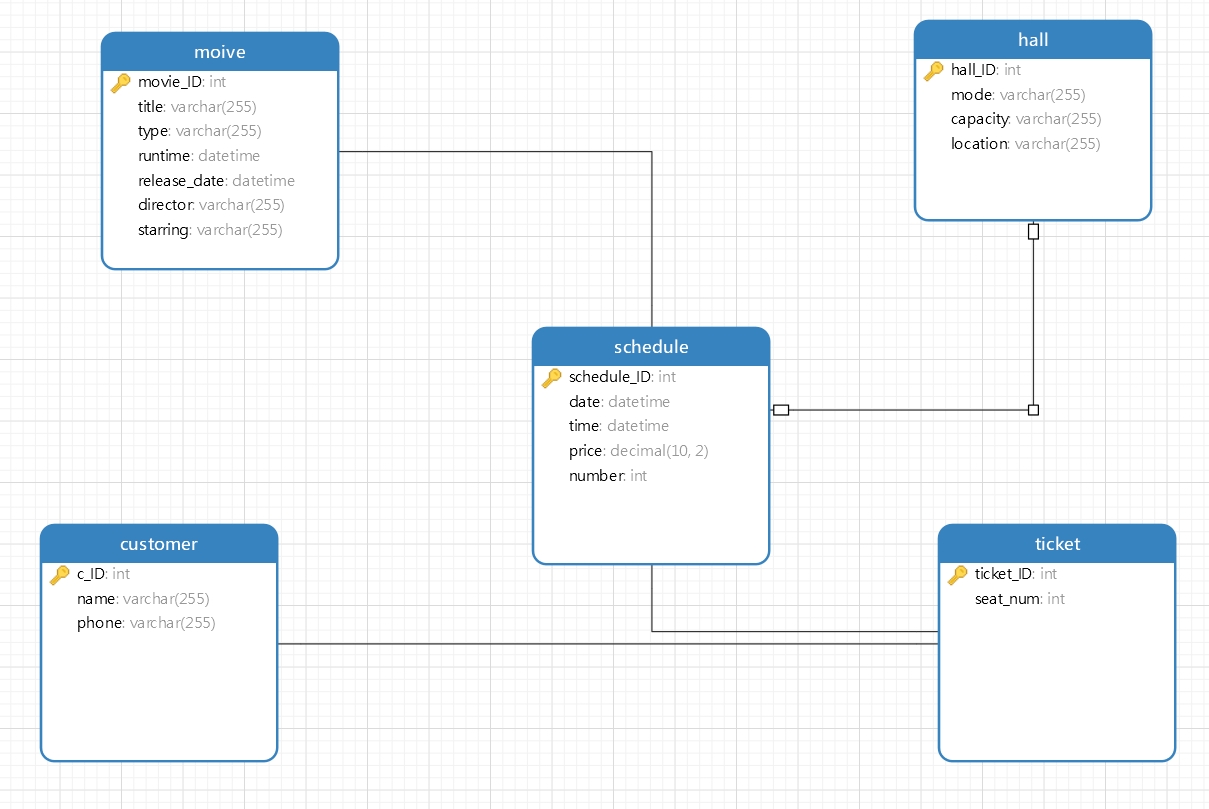 moive
movie_ID: int
title: varchar(255)
type: varchar(255)
runtime: datetime
release_date: datetime
director: varchar(255)
starring: varchar(255)
hall
hall_ID: int
mode: varchar(255)
capacity: varchar(255)
location: varchar(255)
schedule
schedule_ID: int
date: datetime
time: datetime
price: decimal(10, 2)
number: int
customer
c_ID: int
name: varchar(255)
phone: varchar(255)
ticket
ticket_ID: int
seat_num: int